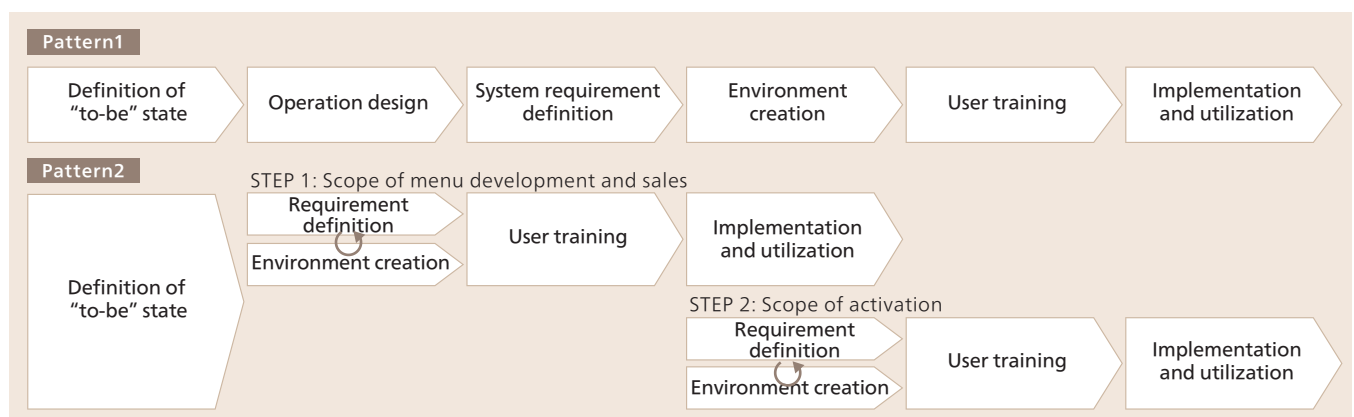 Pattern1
Definition of
“to-be” state
Operation design
System requirement
definition
Environment
creation
User training
Implementation
and utilization
Pattern2
Definition of
“to-be” state
STEP 1: Scope of menu development and sales
Requirement
definition
Environment creation
User training
Implementation
and utilization
STEP 2: Scope of activation
Requirement
definition
Environment creation
User training
Implementation
and utilization